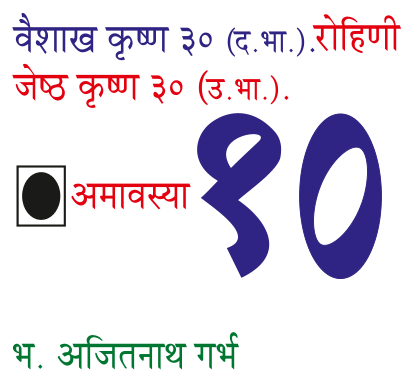 वैशाख कृष्ण ३० (द.भा.).रोहिणी
जेष्ठ कृष्ण ३० (उ.भा.).
अमावस्या १०
भ. अजितनाथ गर्भ